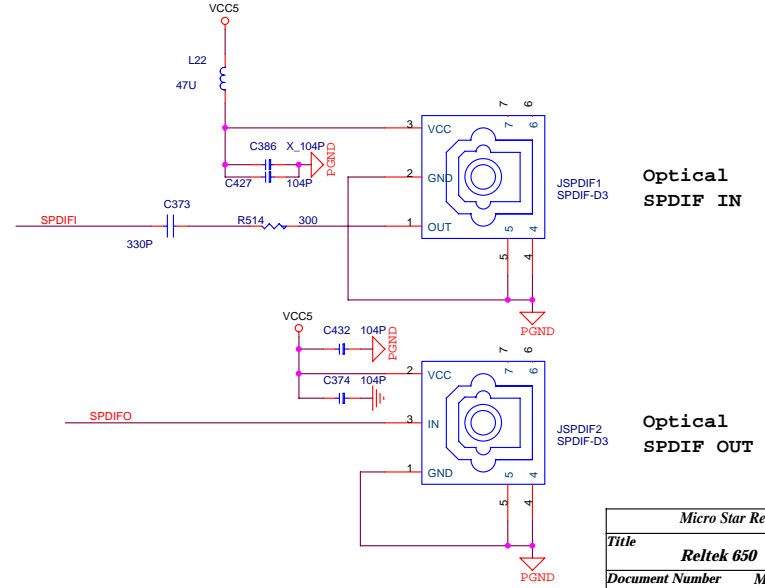 VCC5
L22
47U
7 6
3 VCC 7 6
C386 X_104P
PGND
C427 104P
2 GND
JSPDIF1
SPDIF-D3
Optical
SPDIF IN
C373
SPDIFI
330P
R514 300
1 OUT 5 4
5 4
PGND
VCC5
C432 104P
PGND
7 6
2 VCC 7 6
C374 104P
SPDIFO
3 IN
JSPDIF2
SPDIF-D3
Optical
SPDIF OUT
1 GND 5 4
5 4
PGND
Micro Star Re
Title
Reltek 650
Document Number M